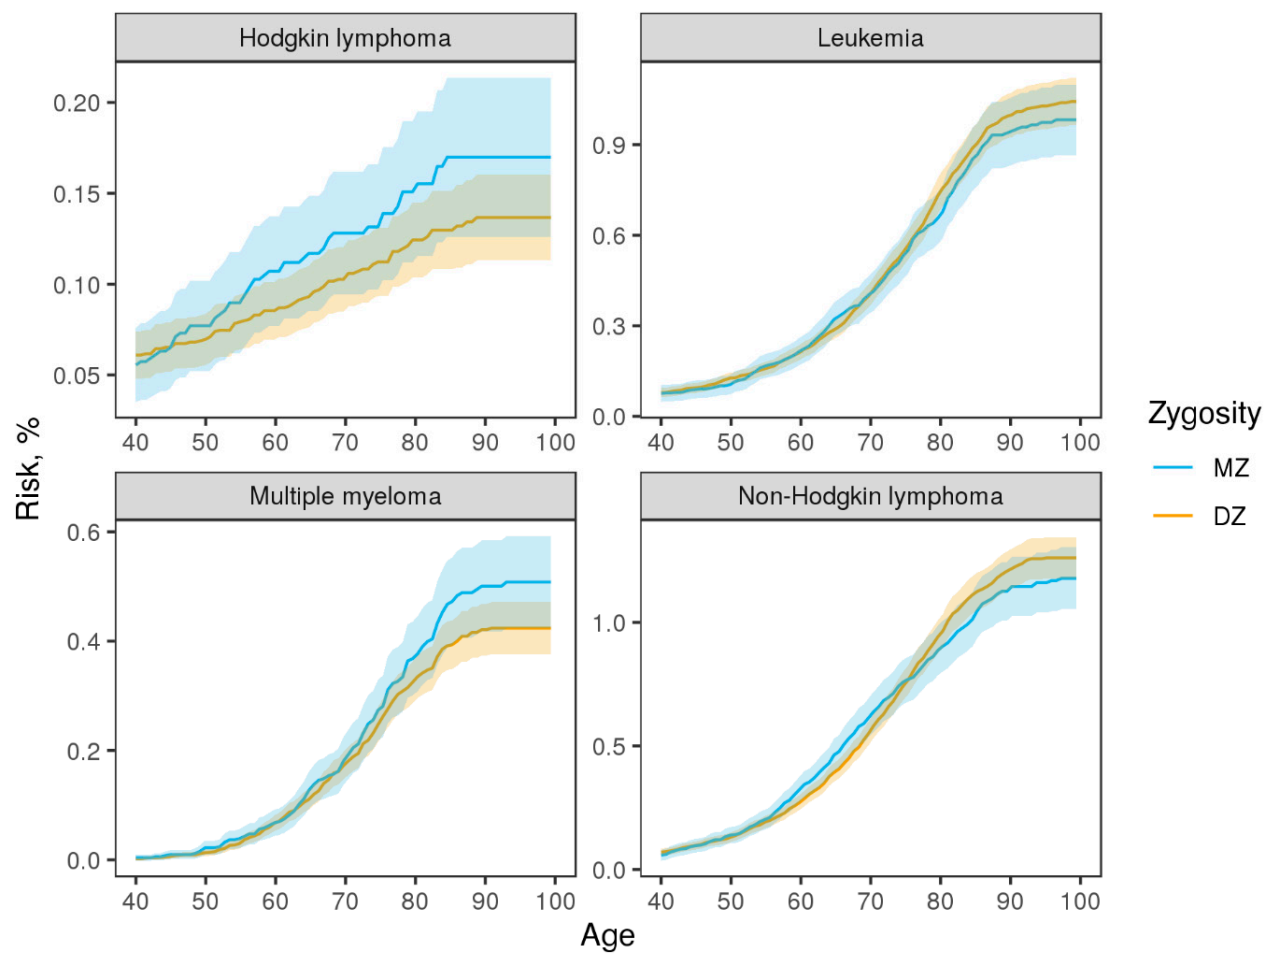 Hodgkin lymphoma
Leukemia
0.20
0.15
0.10
0.05
0.9
0.6
0.3
0.0
40 50 60 70 80 90 100
40 50 60 70 80 90 100
Risk, %
Multiple myeloma
Non-Hodgkin lymphoma
0.6
0.4
0.2
0.0
1.0
0.5
0.0
40 50 60 70 80 90 100
40 50 60 70 80 90 100
Age
Zygosity
MZ
DZ